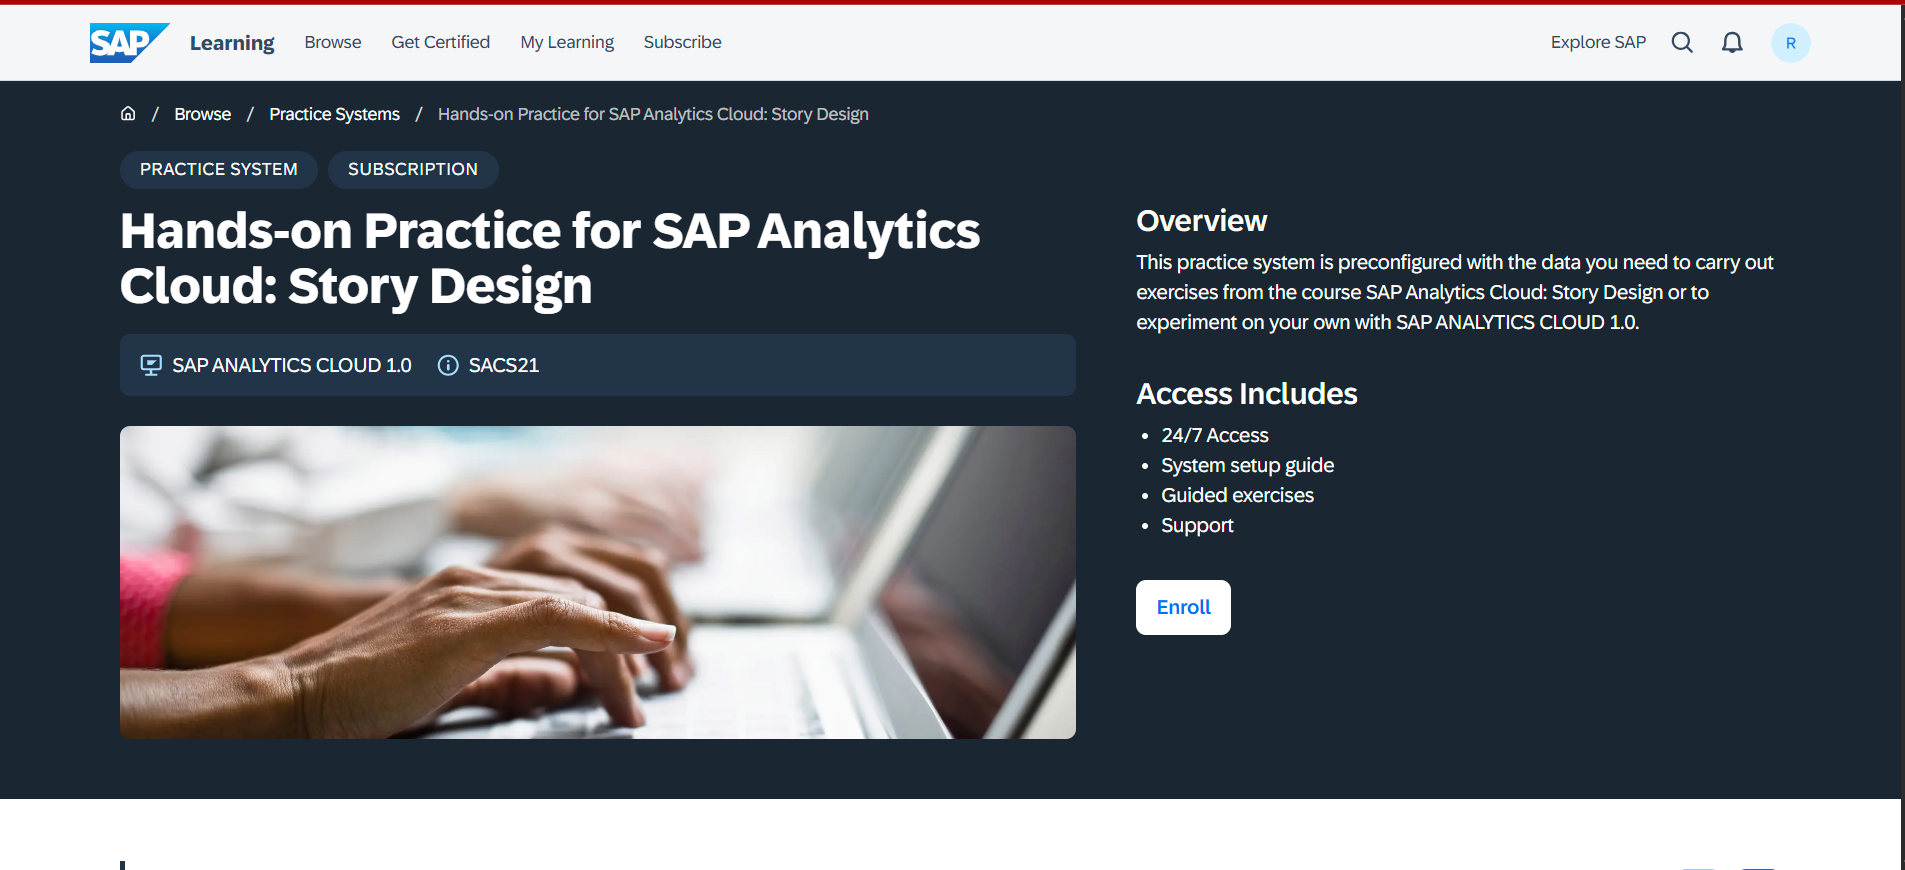 SAP Learning Browse Get Certified My Learning Subscribe Explore SAP R
/ Browse / Practice Systems / Hands-on Practice for SAP Analytics Cloud: Story Design
PRACTICE SYSTEM SUBSCRIPTION
Hands-on Practice for SAP Analytics
Cloud: Story Design
SAP ANALYTICS CLOUD 1.0 SACS21
Overview
This practice system is preconfigured with the data you need to carry out
exercises from the course SAP Analytics Cloud: Story Design or to
experiment on your own with SAP ANALYTICS CLOUD 1.0.
Access Includes
• 24/7 Access
• System setup guide
• Guided exercises
• Support
Enroll